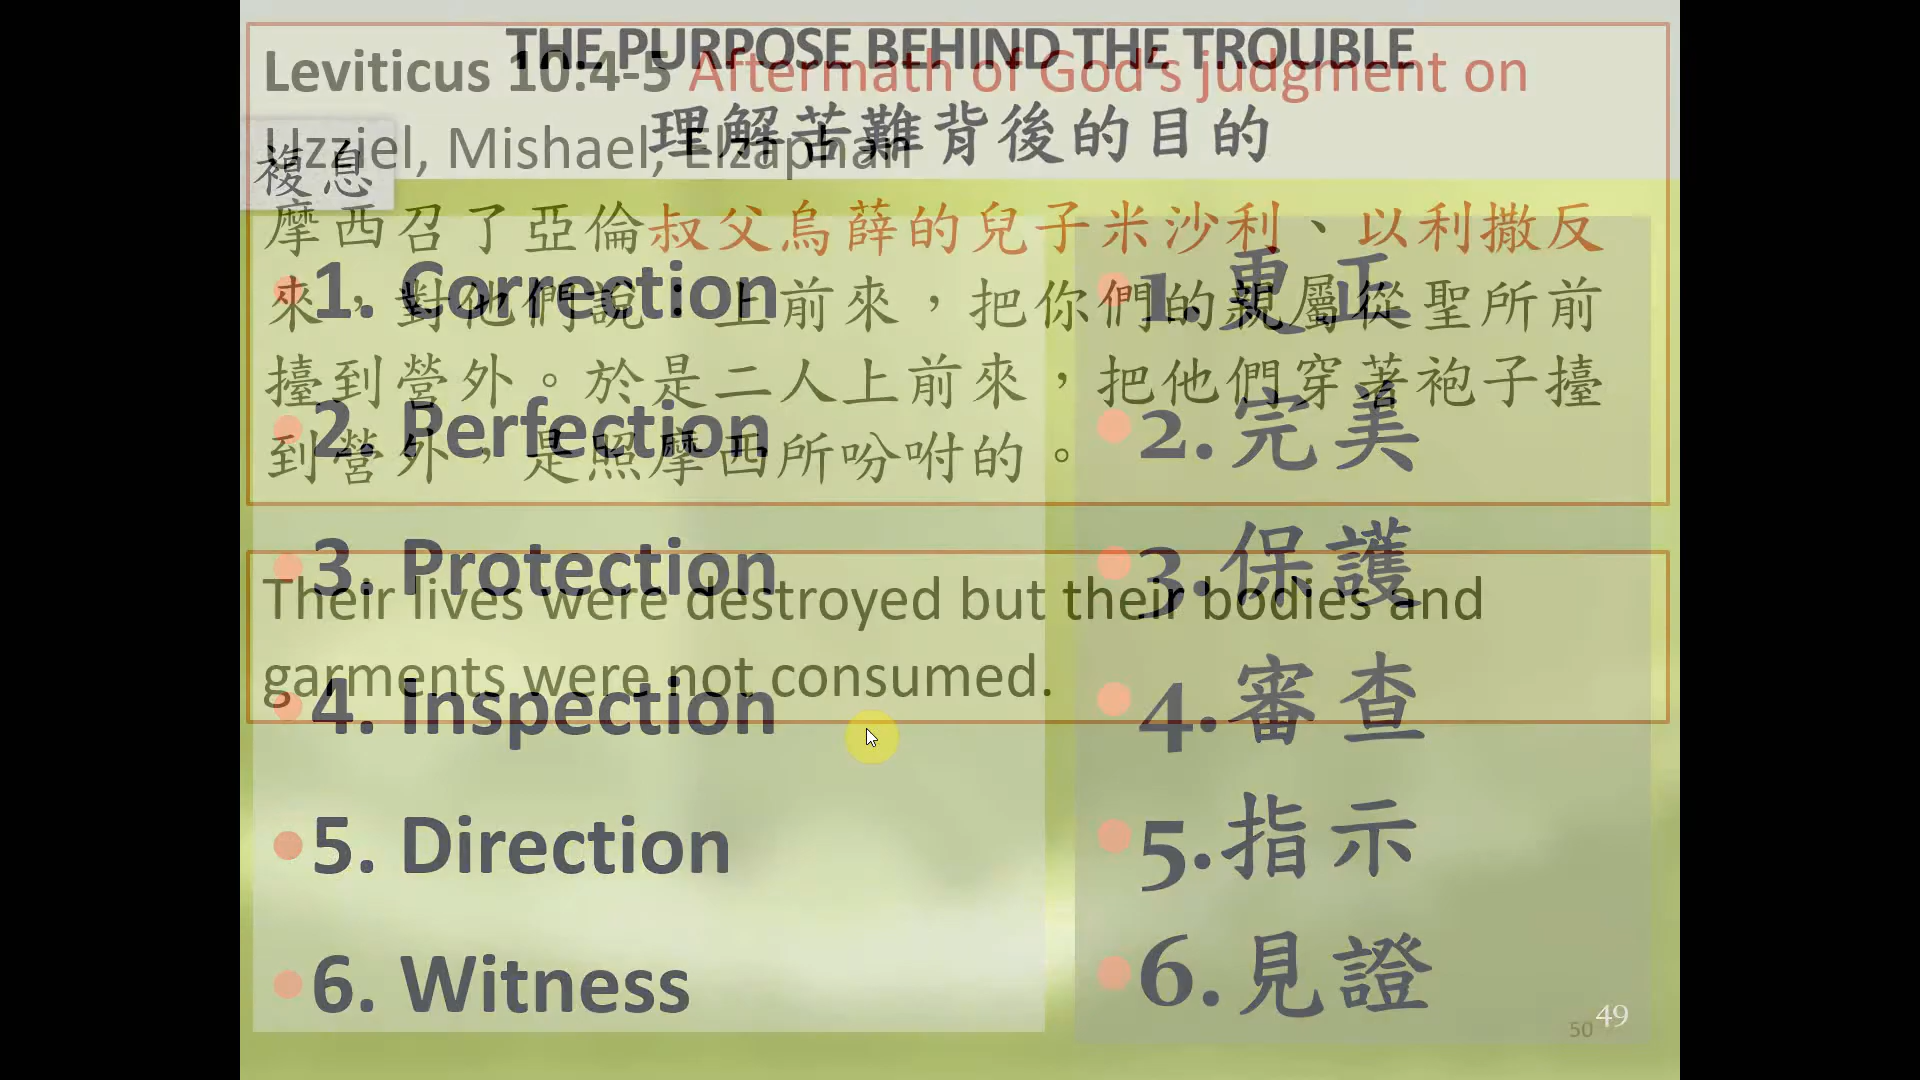 THE PURPOSE BEHIND THE TROUBLE
理解苦難背後的目的
1. Correction
2. Perfection
3. Protection
4. Inspection
5. Direction
6. Witness
1.更正
2.完美
3.保護
4.審查
5.指示
6.見證
49
Leviticus 10:4-5 Aftermath of God's judgment on
Uzziel, Mishael, Elzaphan
複息
摩西召了亞倫叔父烏薛的兒子米沙利、以利撒反
來，對他們說：上前來，把你們的親屬從聖所前
擡到營外。於是二人上前來，把他們穿著袍子擡
到營外，是照摩西所吩咐的。
Their lives were destroyed but their bodies and
garments were not consumed.
50